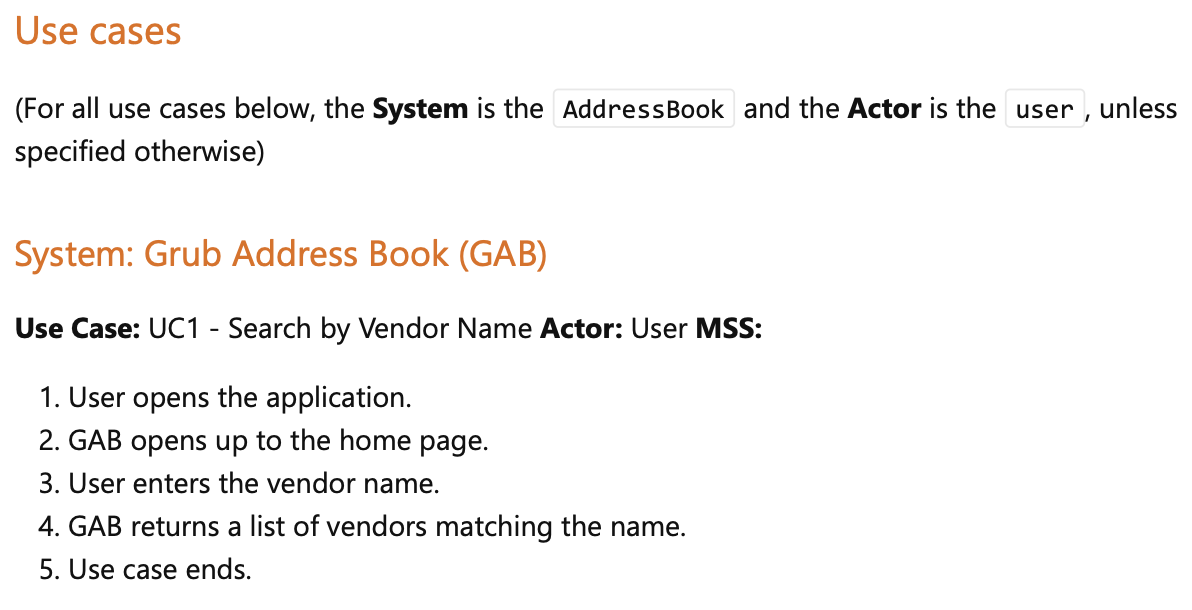 Use cases
(For all use cases below, the System is the AddressBook and the Actor is the user, unless
specified otherwise)
System: Grub Address Book (GAB)
Use Case: UC1 - Search by Vendor Name Actor: User MSS:
1. User opens the application.
2. GAB opens up to the home page.
3. User enters the vendor name.
4. GAB returns a list of vendors matching the name.
5. Use case ends.